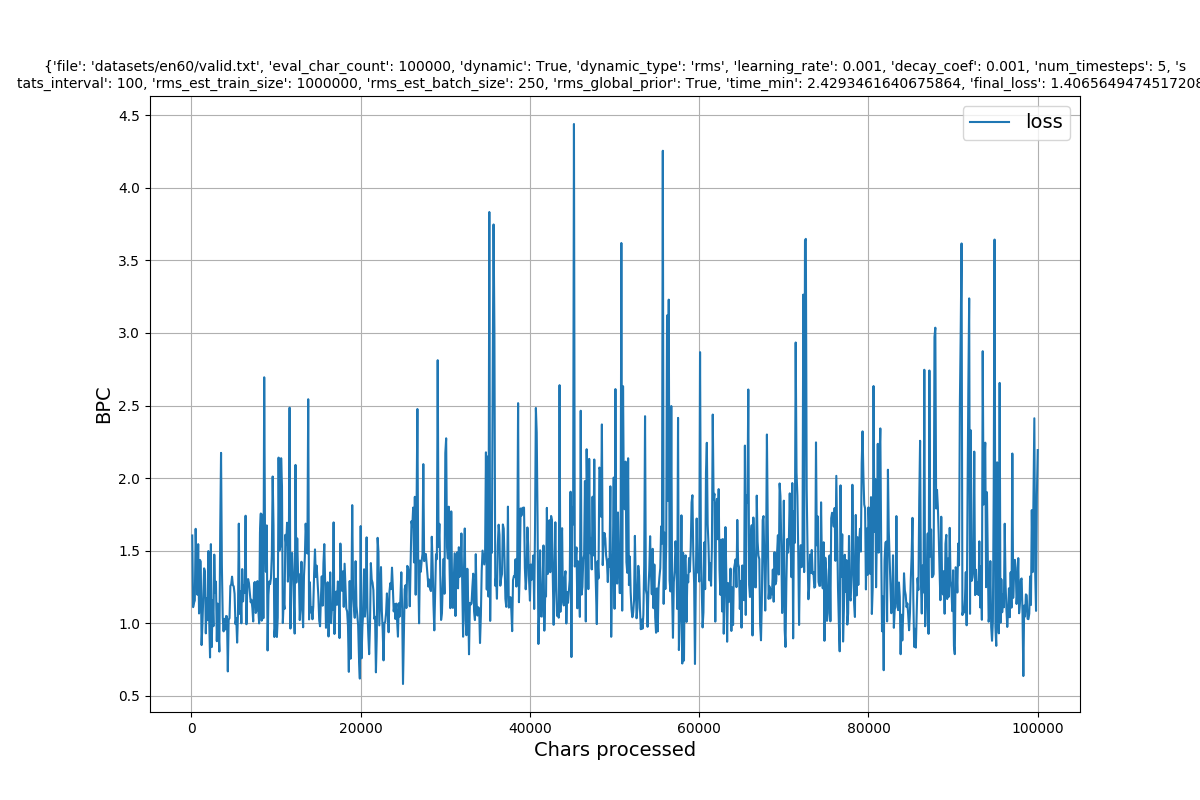 {'file': 'datasets/en60/valid.txt', 'eval_char_count': 100000, 'dynamic': True, 'dynamic_type': 'rms', 'learning_rate': 0.001, 'decay_coef': 0.001, 'num_timesteps': 5, 's
tats_interval': 100, 'rms_est_train_size': 1000000, 'rms_est_batch_size': 250, 'rms_global_prior': True, 'time_min': 2.4293461640675864, 'final_loss': 1.4065649474517208
loss
4.5
4.0
3.5
3.0
2.5
2.0
1.5
1.0
0.5
BPC
0 20000 40000 60000 80000 100000
Chars processed